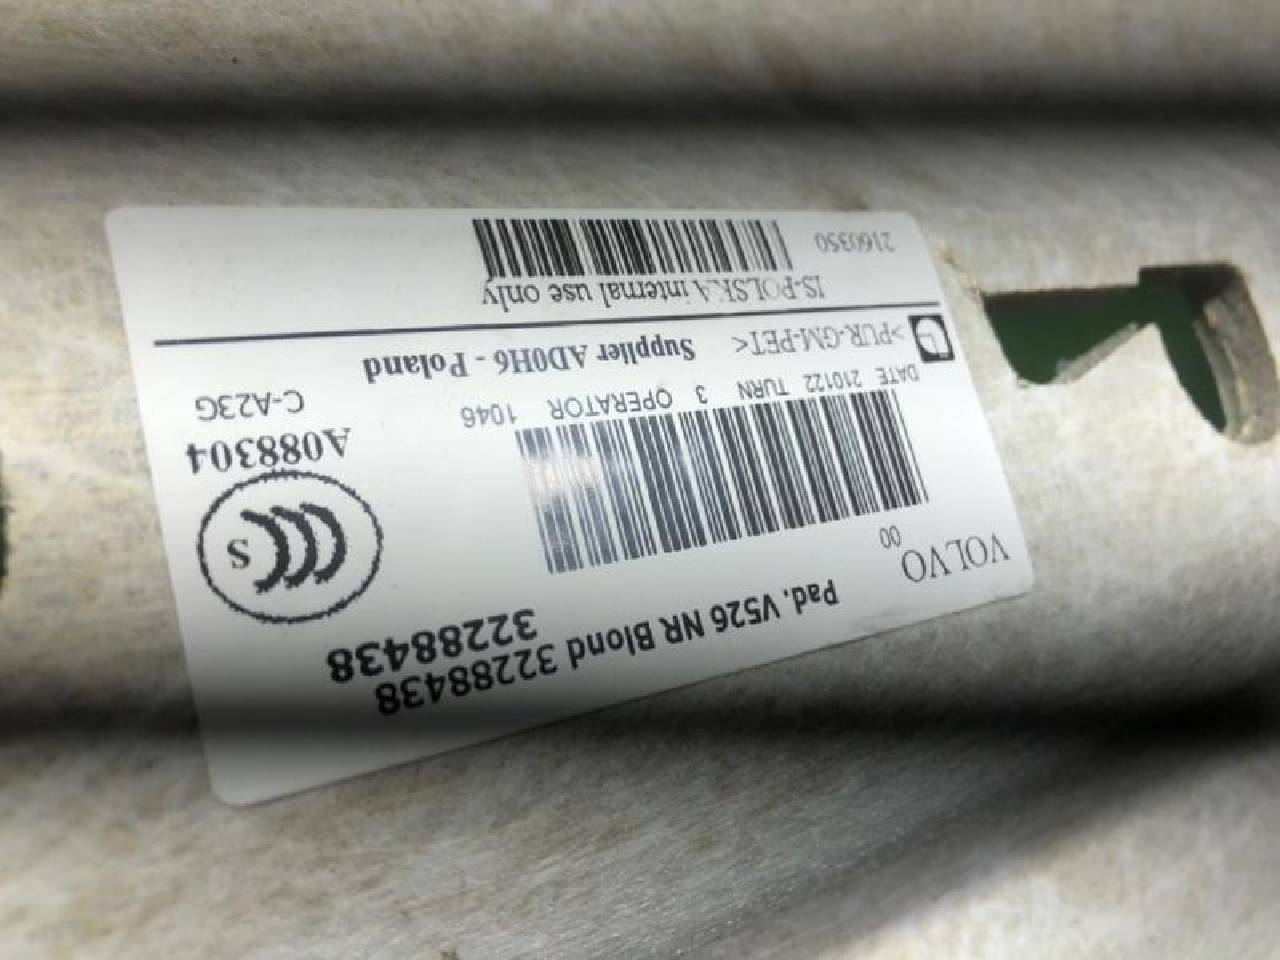 Pad. V526 NR Blond 32288438
32288438
VOLVO
00
CCC S
A088304
C-A23G
DATE 210122 TURN 3 OPERATOR 1046
>PUR-GM-PET< Supplier AD0H6 - Poland
IS-POLSKA internal use only
2160350